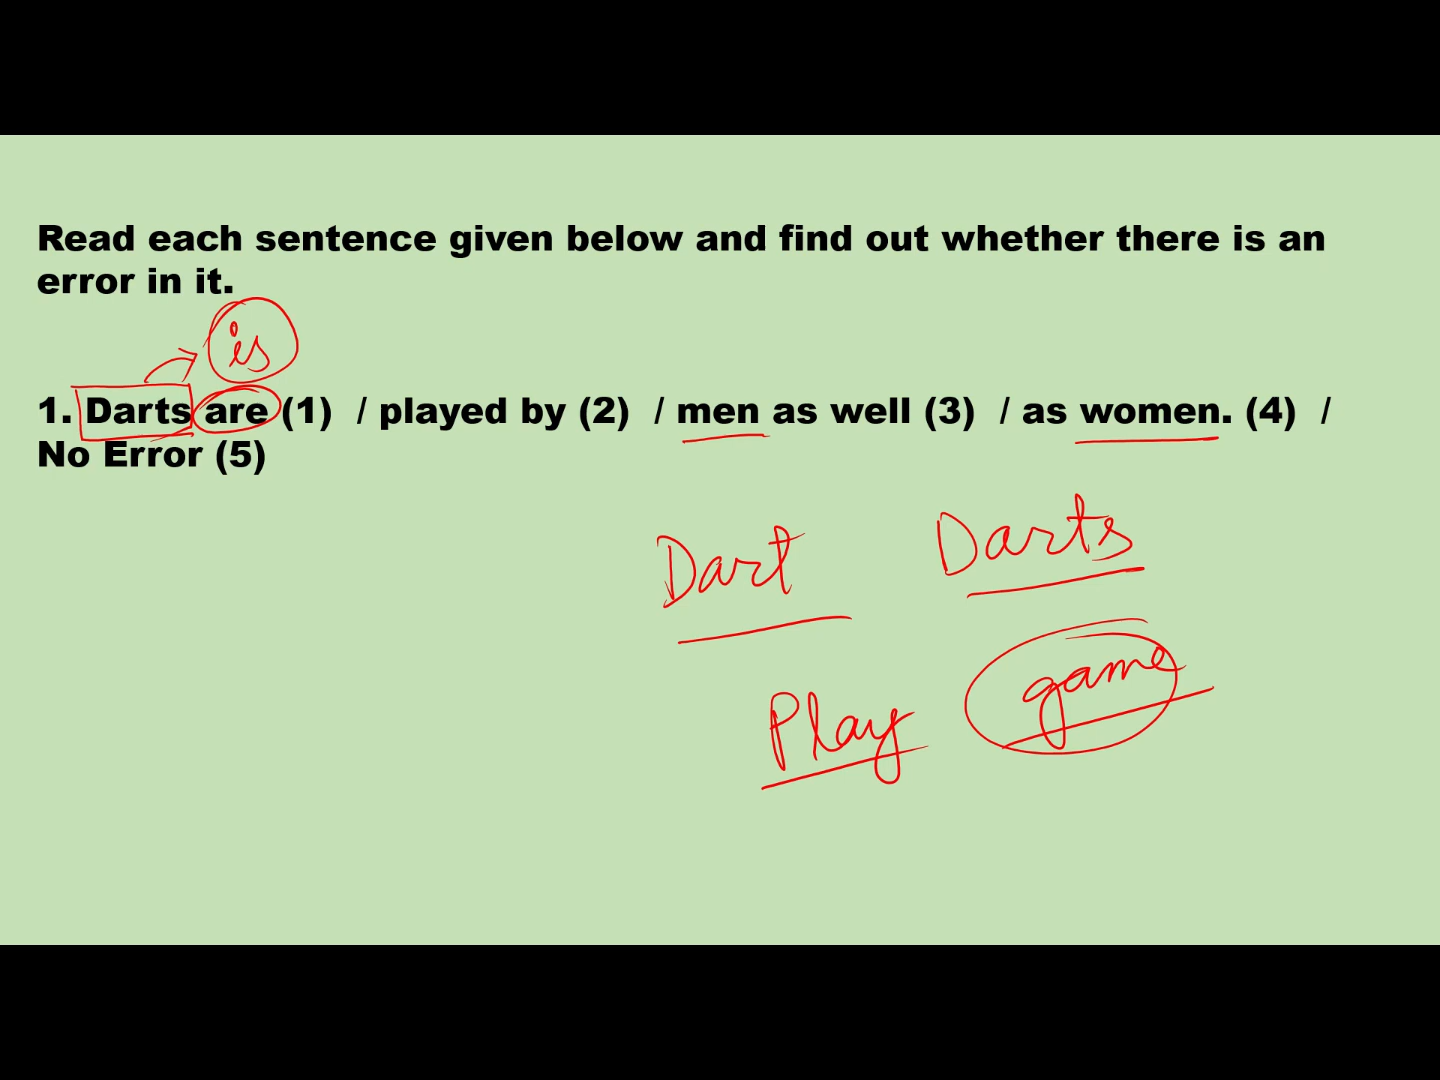 Read each sentence given below and find out whether there is an
error in it.
is
1. Darts are (1) / played by (2) / men as well (3) / as women. (4) /
No Error (5)
Dart Darts
Play game